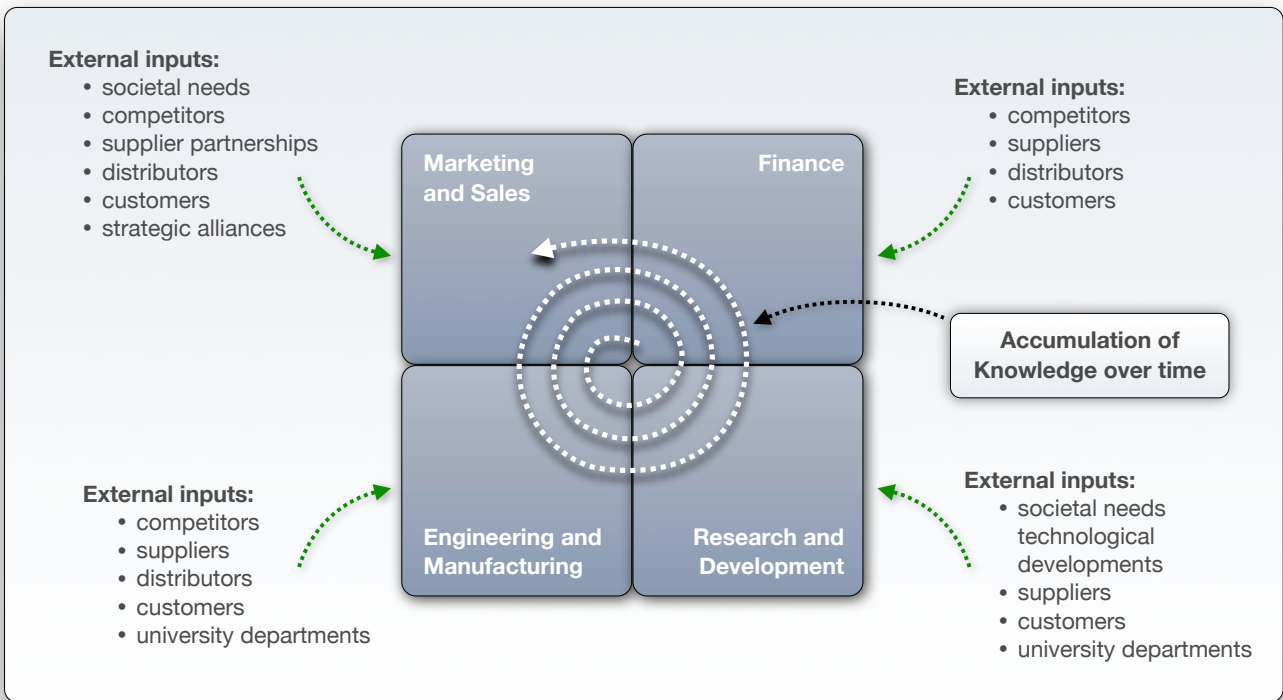 External inputs:
• societal needs
• competitors
• supplier partnerships
• distributors
• customers
• strategic alliances
External inputs:
• competitors
• suppliers
• distributors
• customers
Marketing
and Sales
Finance
Accumulation of
Knowledge over time
Engineering and
Manufacturing
Research and
Development
External inputs:
• competitors
• suppliers
• distributors
• customers
• university departments
External inputs:
• societal needs
technological
developments
• suppliers
• customers
• university departments